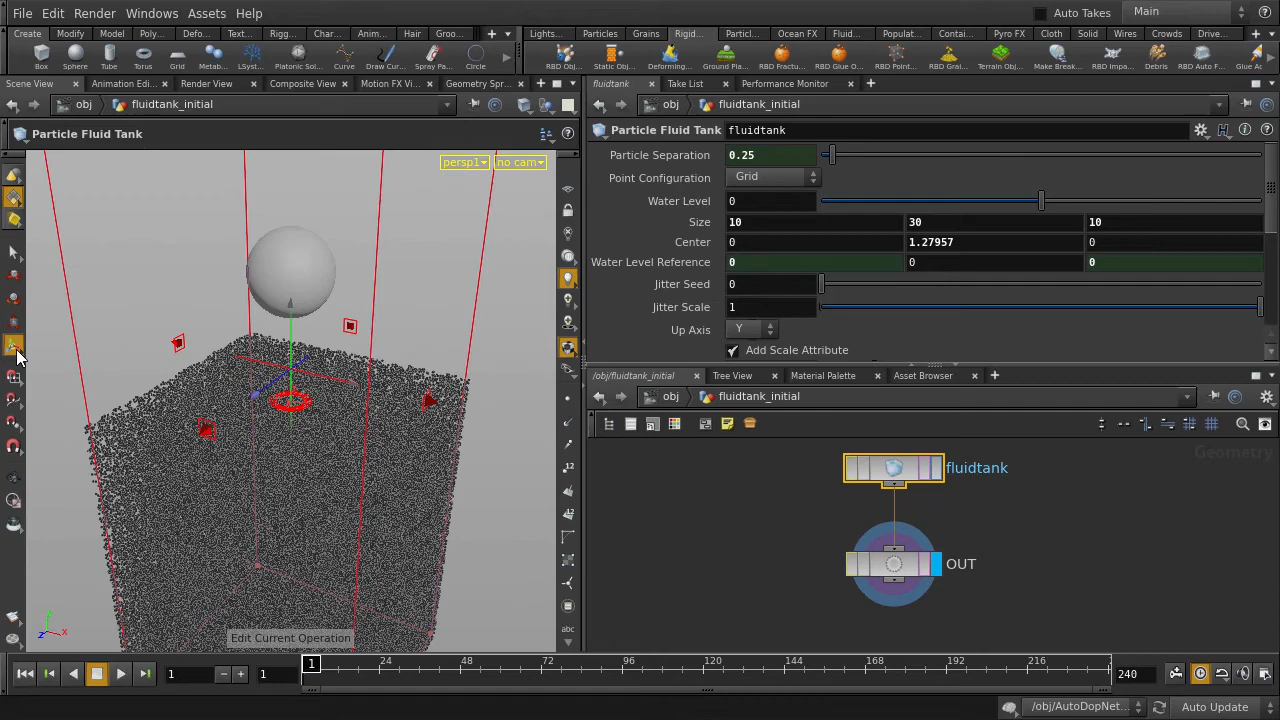 File Edit Render Windows Assets Help Auto Takes Main
Create Modify Model Poly... Defo... Text... Rigg... Char... Anim... Hair Groo... Lights... Particles Grains Rigid... Particl... Ocean FX Fluid... Populat... Contai... Pyro FX Cloth Solid Wires Crowds Drive...
Box Sphere Tube Torus Grid Metab... LSyst... Platonic Sol... Curve Draw Cur... Spray Pa... Circle RBD Obj... Static Obj... Deforming... Ground Pla... RBD Hero... RBD Glue O... RBD Point... RBD Grai... Terrain Obj... Make Break... RBD Impa... Debris RBD Auto F... Glue A
Scene View Animation Edi... Render View Composite View Motion FX Vi... Geometry Spr... fluidtank Take List Performance Monitor
obj fluidtank_initial obj fluidtank_initial
Particle Fluid Tank
Particle Fluid Tank fluidtank
persp1 no cam
Particle Separation 0.25
Point Configuration Grid
Water Level 0
Size 10 30 10
Center 0 1.27957 0
Water Level Reference 0 0 0
Jitter Seed 0
Jitter Scale 1
Up Axis Y
Add Scale Attribute
/obj/fluidtank_initial Tree View Material Palette Asset Browser
obj fluidtank_initial
Geometry
fluidtank
OUT
Edit Current Operation
12
12
abc
y
z x
1 1 1 24 48 72 96 120 144 168 192 216 240
/obj/AutoDopNet... Auto Update